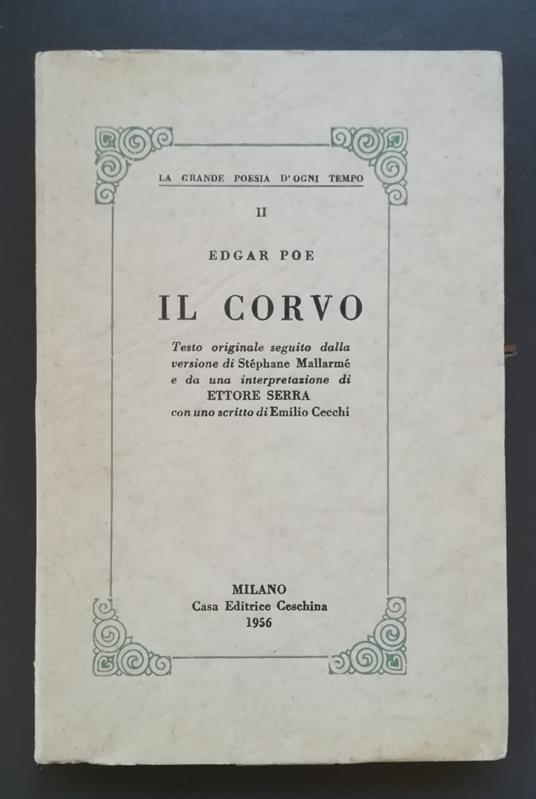 LA GRANDE POESIA D'OGNI TEMPO
II
EDGAR POE
IL CORVO
Testo originale seguito dalla
versione di Stéphane Mallarmé
e da una interpretazione di
ETTORE SERRA
con uno scritto di Emilio Cecchi
MILANO
Casa Editrice Ceschina
1956